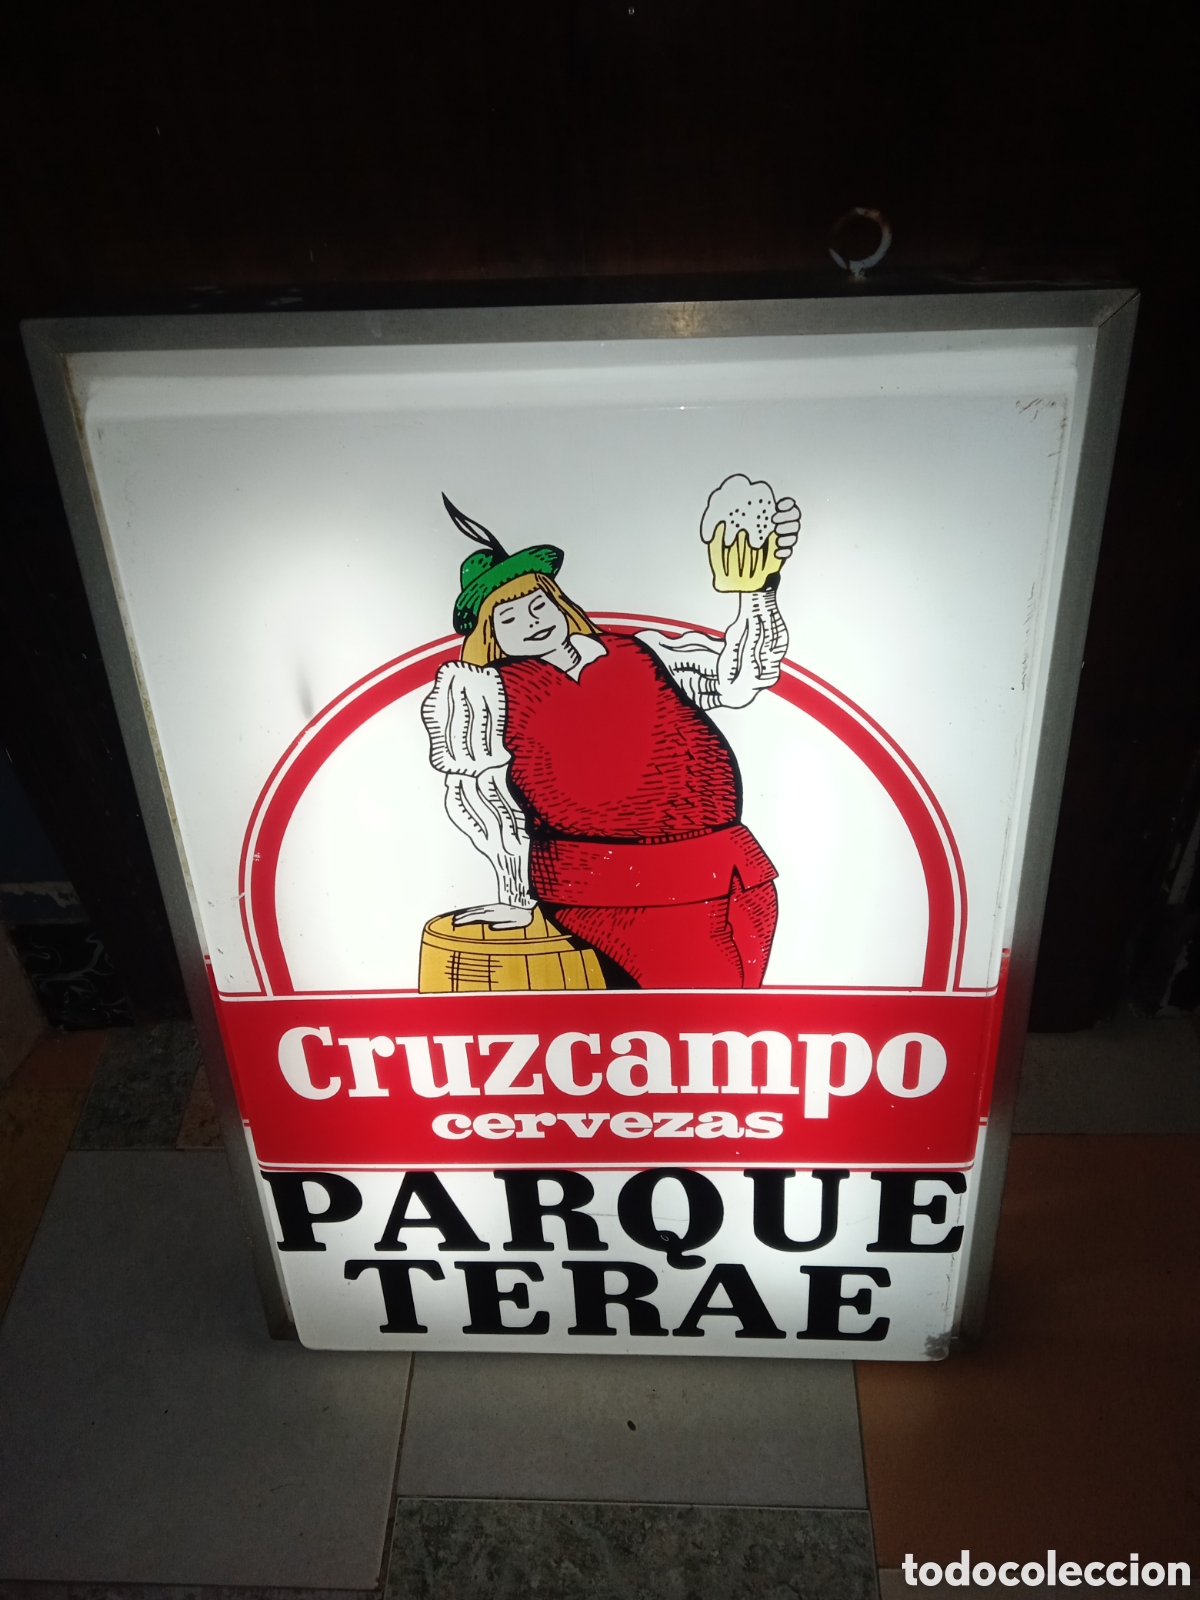 Cruzcampo
cervezas
PARQUE
TERAE
todocoleccion